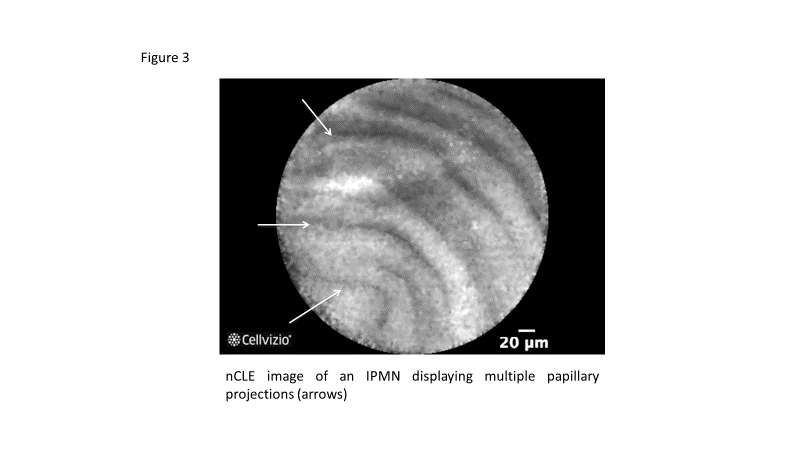 Figure 3
Cellvizio
20 µm
nCLE image of an IPMN displaying multiple papillary
projections (arrows)